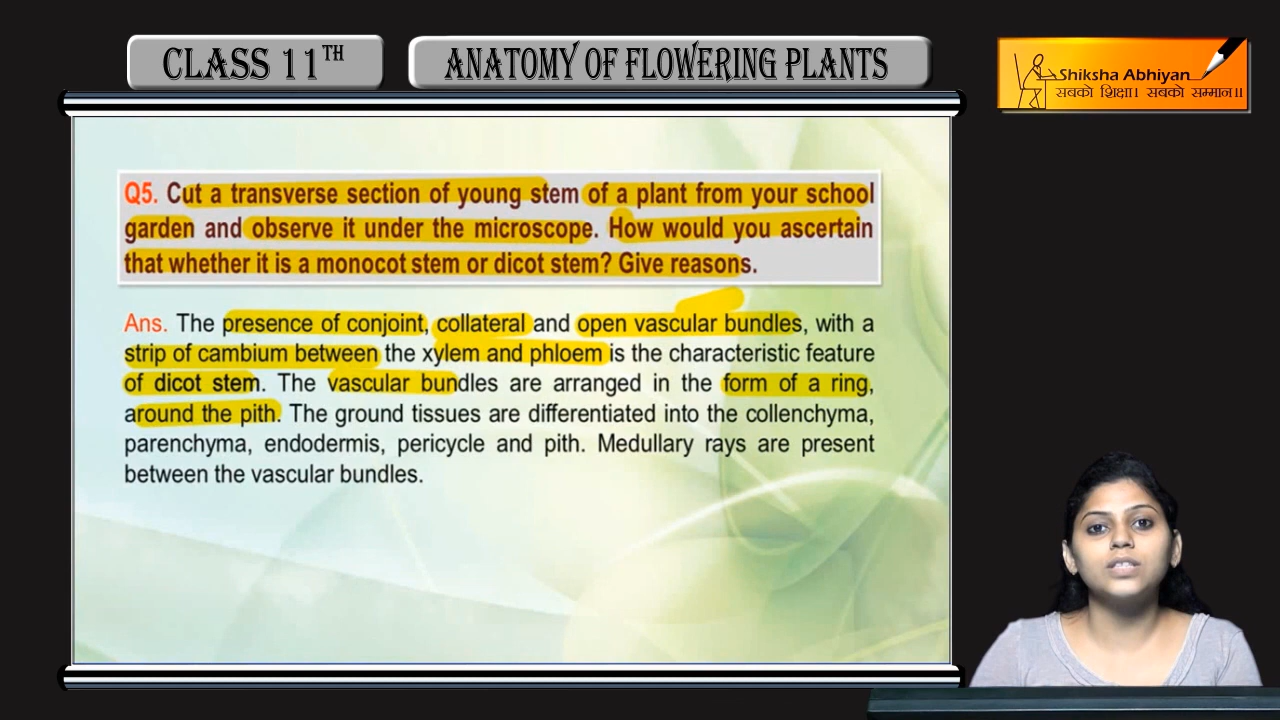 CLASS 11TH
ANATOMY OF FLOWERING PLANTS
Shiksha Abhiyan
सबको शिक्षा। सबको सम्मान॥
Q5. Cut a transverse section of young stem of a plant from your school
garden and observe it under the microscope. How would you ascertain
that whether it is a monocot stem or dicot stem? Give reasons.
Ans. The presence of conjoint, collateral and open vascular bundles, with a
strip of cambium between the xylem and phloem is the characteristic feature
of dicot stem. The vascular bundles are arranged in the form of a ring,
around the pith. The ground tissues are differentiated into the collenchyma,
parenchyma, endodermis, pericycle and pith. Medullary rays are present
between the vascular bundles.